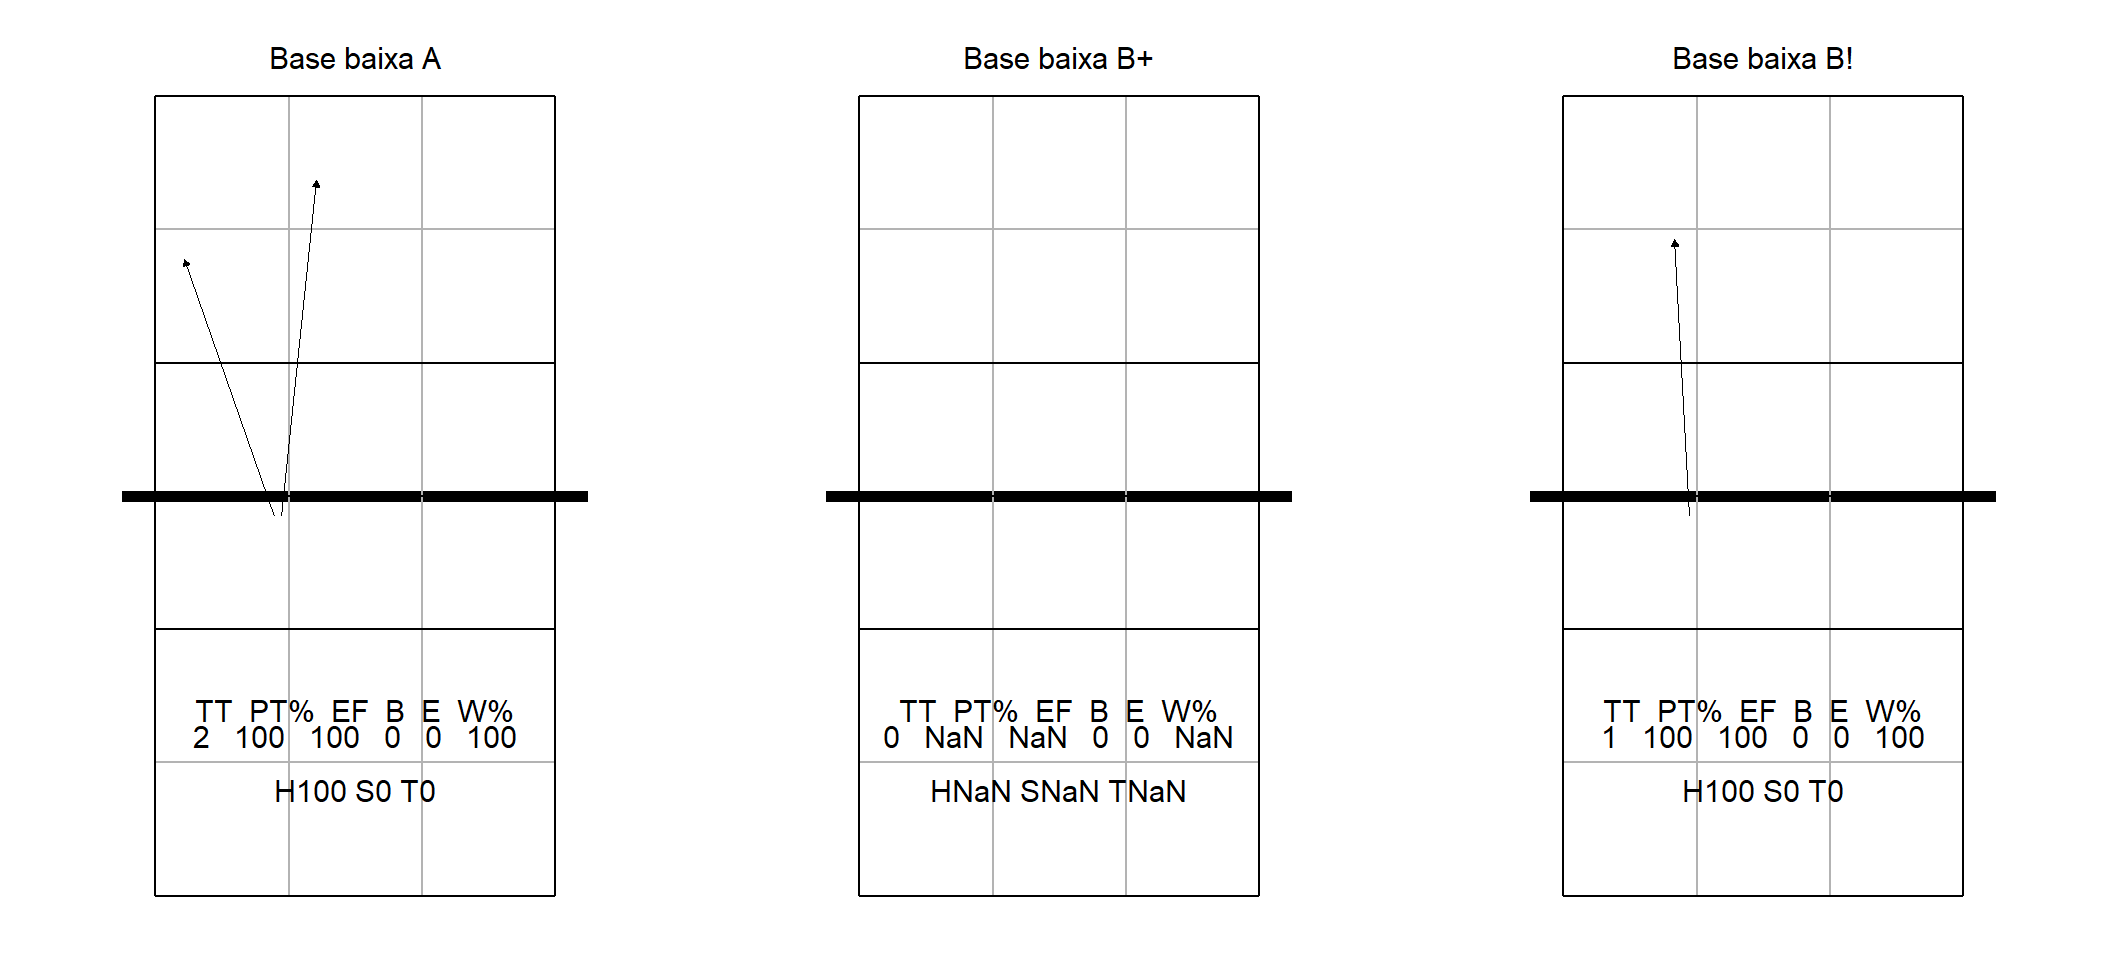 Base baixa A
TT PT% EF B E W%
2 100 100 0 0 100
H100 S0 T0
Base baixa B+
TT PT% EF B E W%
0 NaN NaN 0 0 NaN
HNaN SNaN TNaN
Base baixa B!
TT PT% EF B E W%
1 100 100 0 0 100
H100 S0 T0